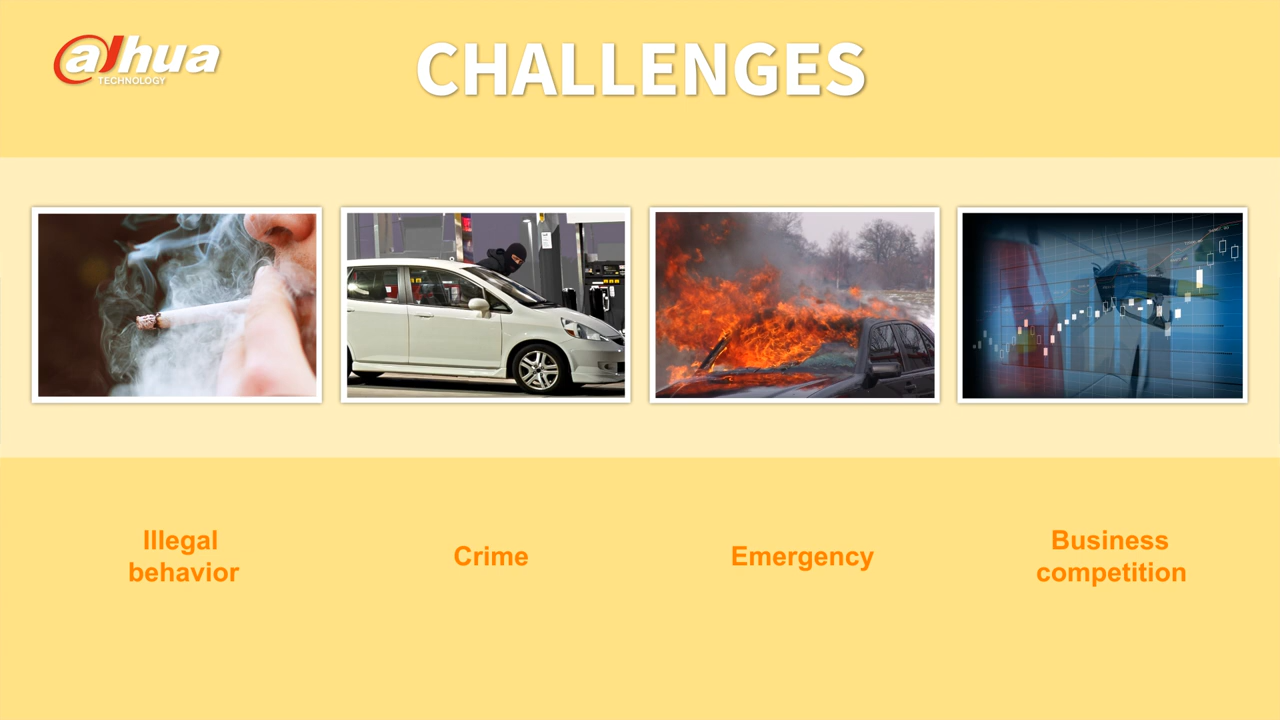 alhua
TECHNOLOGY
CHALLENGES
Illegal
behavior
Crime
Emergency
Business
competition